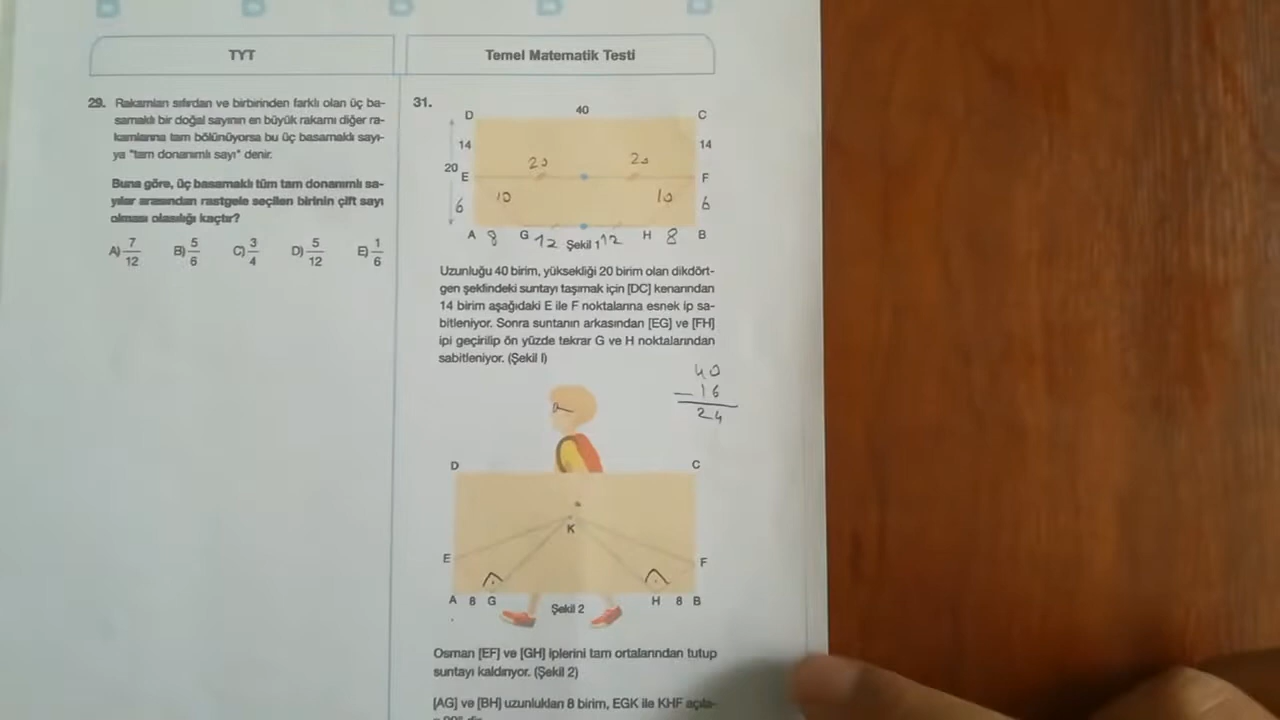 B B B B B
TYT
Temel Matematik Testi
29. Rakamları sıfırdan ve birbirinden farklı olan üç ba-
samaklı bir doğal sayının en büyük rakamı diğer ra-
kamlarına tam bölünüyorsa bu üç basamaklı sayı-
ya "tam donanımlı sayı" denir.
Buna göre, üç basamaklı tüm tam donanımlı sa-
yılar arasından rastgele seçilen birinin çift sayı
olması olasılığı kaçtır?
A) 7/12 B) 5/6 C) 3/4 D) 5/12 E) 1/6
31.
D 40 C
14 14
20 20
20 E F
10 10
6 6
A 8 G 12 Şekil 1 12 H 8 B
Uzunluğu 40 birim, yüksekliği 20 birim olan dikdört-
gen şeklindeki suntayı taşımak için [DC] kenarından
14 birim aşağıdaki E ile F noktalarına esnek ip sa-
bitleniyor. Sonra suntanın arkasından [EG] ve [FH]
ipi geçirilip ön yüzde tekrar G ve H noktalarından
sabitleniyor. (Şekil I)
40
– 16
24
D C
K
E F
A 8 G Şekil 2 H 8 B
Osman [EF] ve [GH] iplerini tam ortalarından tutup
suntayı kaldırıyor. (Şekil 2)
[AG] ve [BH] uzunlukları 8 birim, EGK ile KHF açıla-